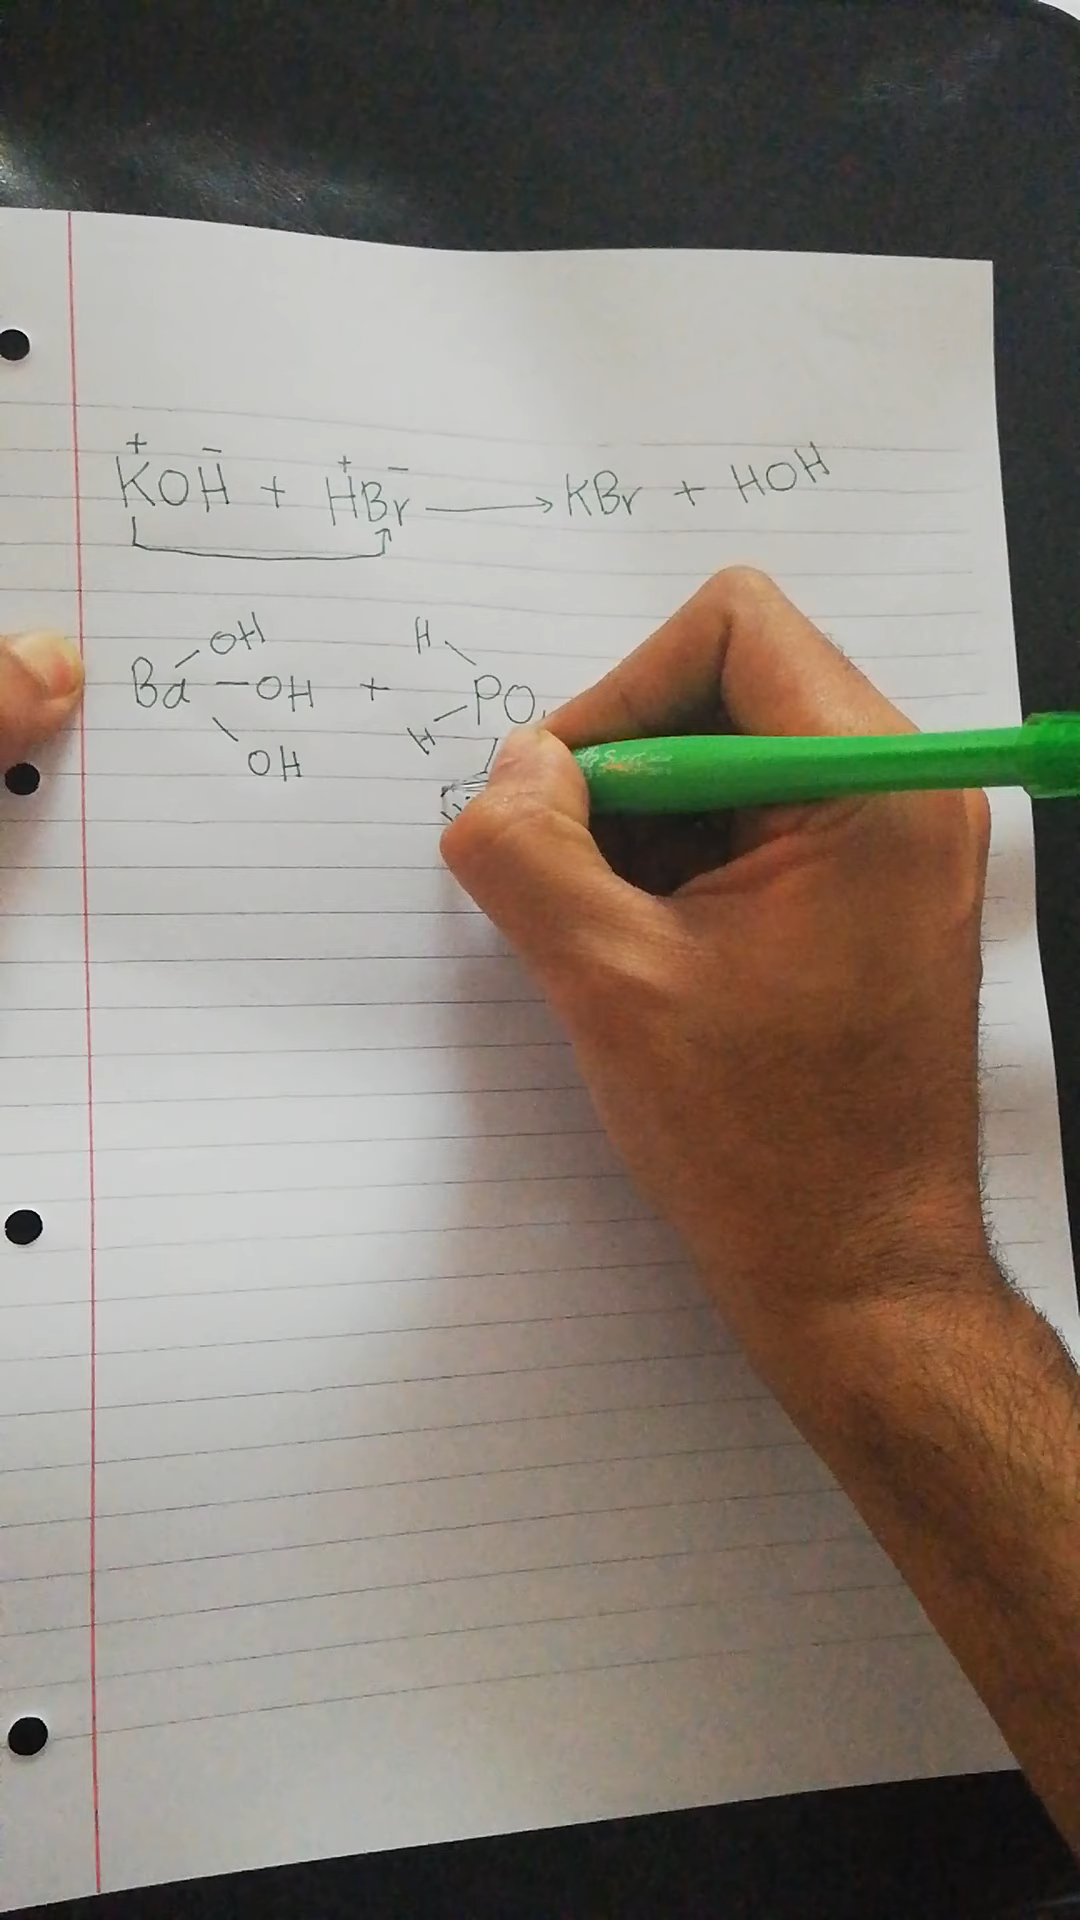 + - + -
KOH + HBr → KBr + HOH
OH H
Ba - OH + PO
H
OH